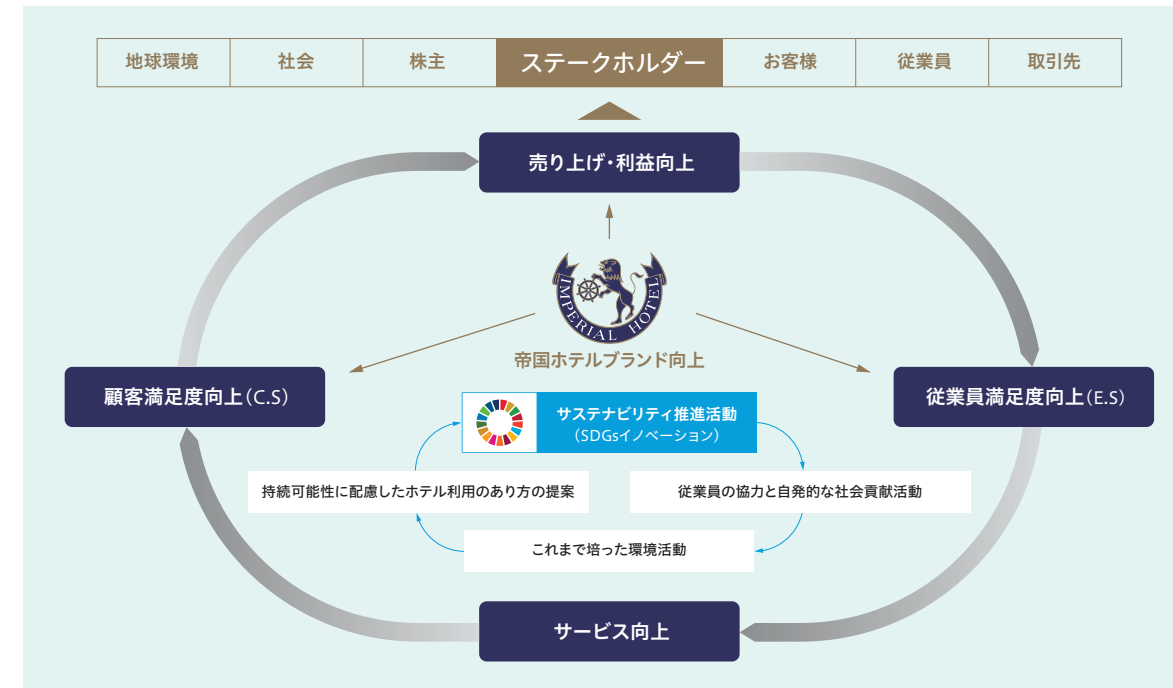 地球環境
社会
株主
ステークホルダー
お客様
従業員
取引先
売り上げ・利益向上
IMPERIAL HOTEL
帝国ホテルブランド向上
顧客満足度向上(C.S)
従業員満足度向上(E.S)
サステナビリティ推進活動
(SDGsイノベーション)
持続可能性に配慮したホテル利用のあり方の提案
従業員の協力と自発的な社会貢献活動
これまで培った環境活動
サービス向上